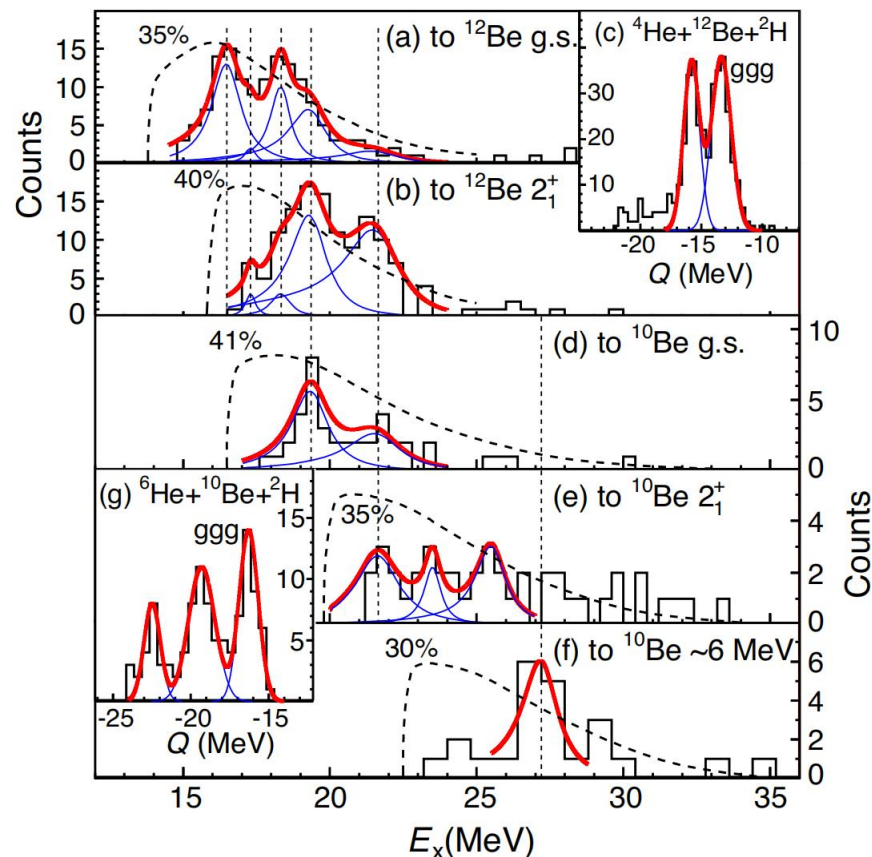 35%
(a) to ¹²Be g.s.
15
10
5
0
Counts
(c) ⁴He+¹²Be+²H
ggg
40
30
20
10
-20 -15 -10
Q (MeV)
40%
(b) to ¹²Be 2₁⁺
15
10
5
0
41%
(d) to ¹⁰Be g.s.
10
5
0
(g) ⁶He+¹⁰Be+²H
ggg
15
10
5
-25 -20 -15
Q (MeV)
35%
(e) to ¹⁰Be 2₁⁺
4
2
0
Counts
30%
(f) to ¹⁰Be ~6 MeV
6
4
2
0
15 20 25 30 35
Eₓ(MeV)